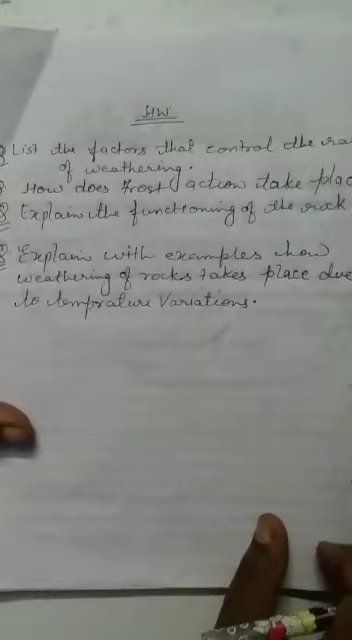 HW
Q List the factors that control the
of weathering.
Q How does frost action take plac
Q Explain the functioning of the rock
Q Explain with examples how
weathering of rocks takes place due
to temprature variations.